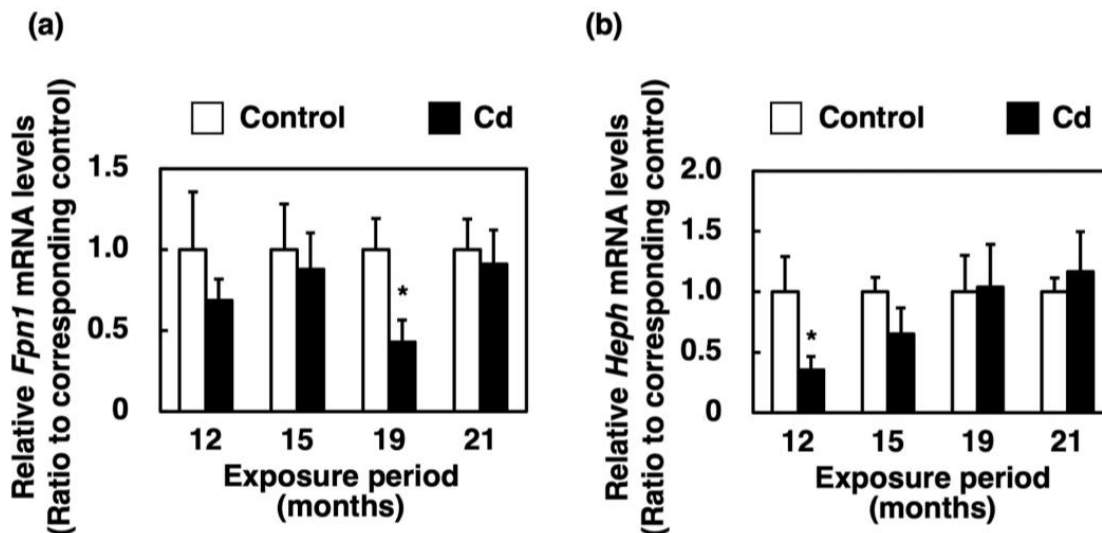 (a)
Relative Fpn1 mRNA levels
(Ratio to corresponding control)
Control
Cd
1.5
1.0
0.5
0
*
12 15 19 21
Exposure period
(months)
(b)
Relative Heph mRNA levels
(Ratio to corresponding control)
Control
Cd
2.0
1.5
1.0
0.5
0
*
12 15 19 21
Exposure period
(months)